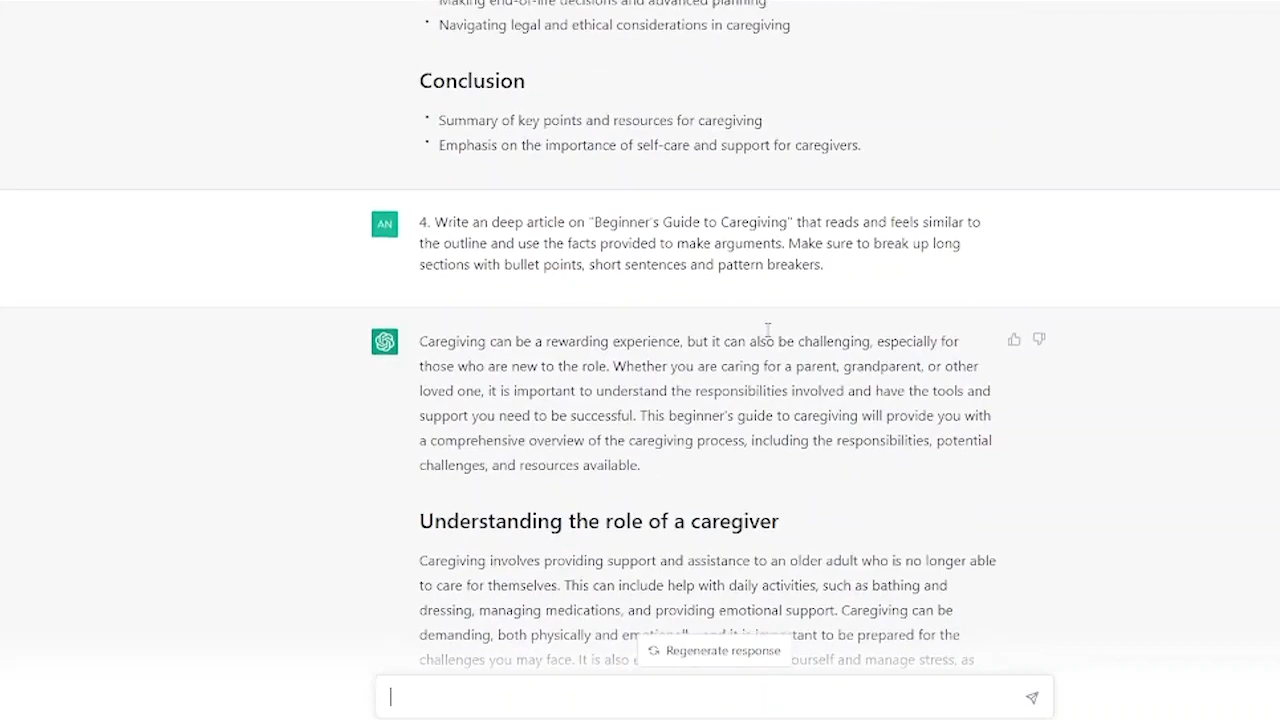 Making end-of-life decisions and advanced planning
Navigating legal and ethical considerations in caregiving
Conclusion
Summary of key points and resources for caregiving
Emphasis on the importance of self-care and support for caregivers.
AN
4. Write an deep article on "Beginner's Guide to Caregiving" that reads and feels similar to
the outline and use the facts provided to make arguments. Make sure to break up long
sections with bullet points, short sentences and pattern breakers.
Caregiving can be a rewarding experience, but it can also be challenging, especially for
those who are new to the role. Whether you are caring for a parent, grandparent, or other
loved one, it is important to understand the responsibilities involved and have the tools and
support you need to be successful. This beginner's guide to caregiving will provide you with
a comprehensive overview of the caregiving process, including the responsibilities, potential
challenges, and resources available.
Understanding the role of a caregiver
Caregiving involves providing support and assistance to an older adult who is no longer able
to care for themselves. This can include help with daily activities, such as bathing and
dressing, managing medications, and providing emotional support. Caregiving can be
demanding, both physically and emotionally, and it is important to be prepared for the
challenges you may face. It is also yourself and manage stress, as
Regenerate response